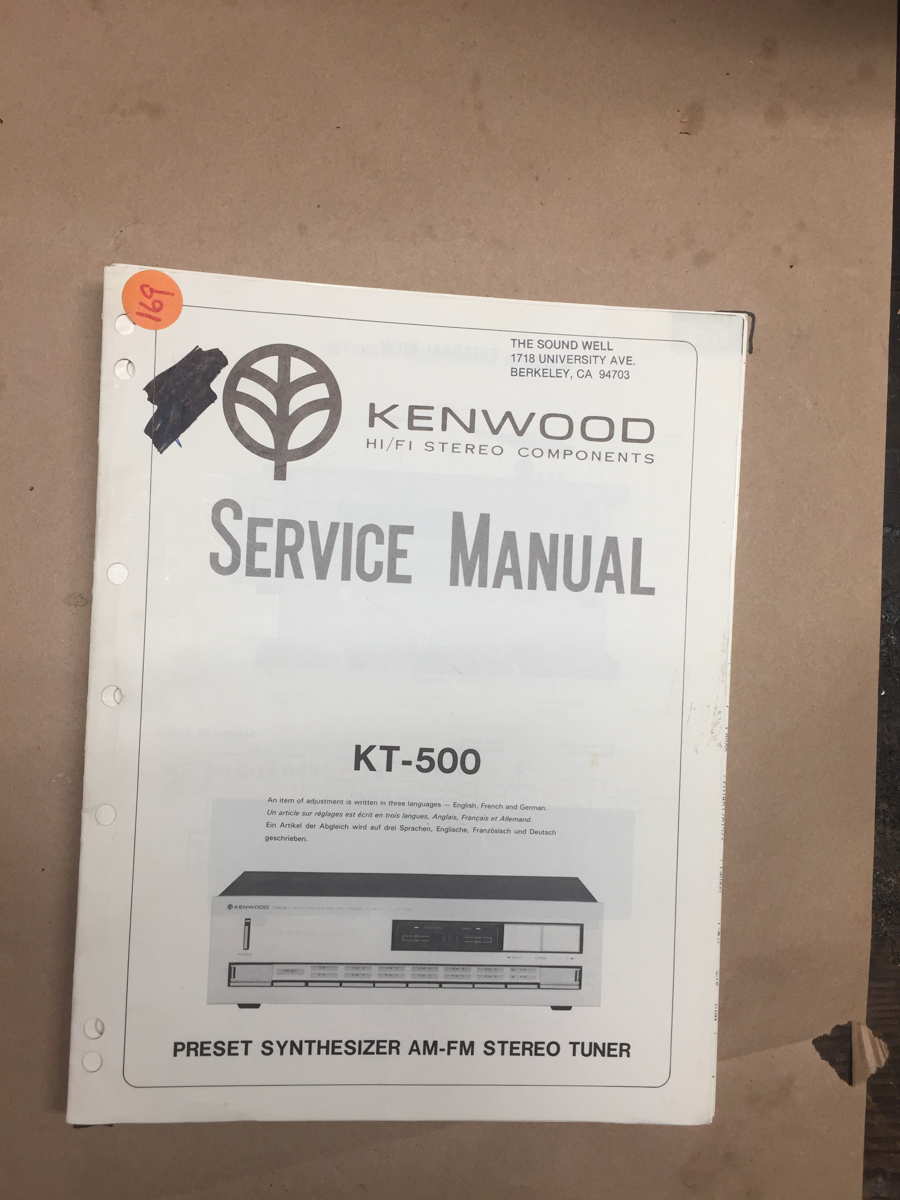 169
THE SOUND WELL
1718 UNIVERSITY AVE.
BERKELEY, CA 94703
KENWOOD
HI/FI STEREO COMPONENTS
SERVICE MANUAL
KT-500
An item of adjustment is written in three languages — English, French and German.
Un article sur réglages est écrit en trois langues, Anglais, Français et Allemand.
Ein Artikel der Abgleich wird auf drei Sprachen, Englische, Französisch und Deutsch
geschrieben.
KENWOOD
PRESET SYNTHESIZER AM-FM STEREO TUNER